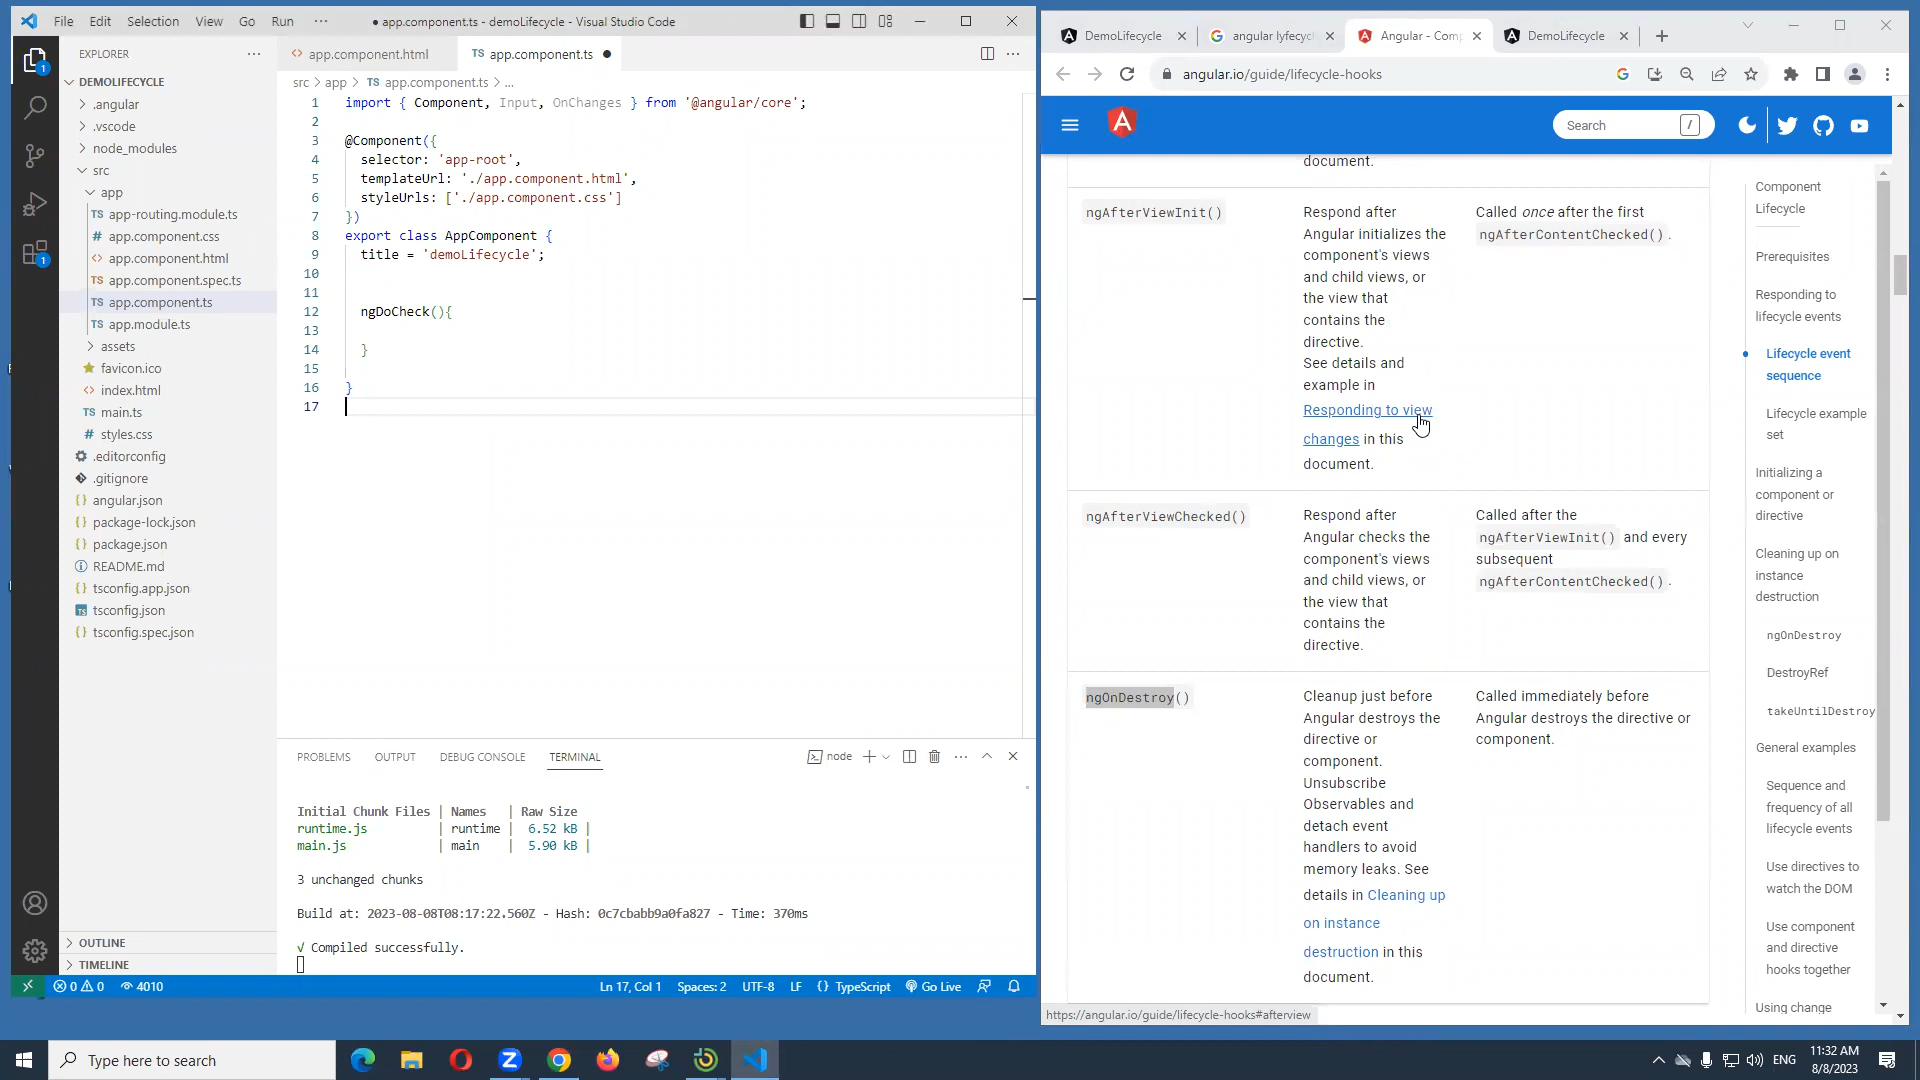 File Edit Selection View Go Run ···
● app.component.ts - demoLifecycle - Visual Studio Code
EXPLORER ···
DEMOLIFECYCLE
.angular
.vscode
node_modules
src
app
TS app-routing.module.ts
# app.component.css
<> app.component.html
TS app.component.spec.ts
TS app.component.ts
TS app.module.ts
assets
favicon.ico
<> index.html
TS main.ts
# styles.css
.editorconfig
.gitignore
{} angular.json
{} package-lock.json
{} package.json
README.md
{} tsconfig.app.json
TS tsconfig.json
{} tsconfig.spec.json
OUTLINE
TIMELINE
1
1
<> app.component.html
TS app.component.ts ●
src > app > TS app.component.ts > ...
1 import { Component, Input, OnChanges } from '@angular/core';
2
3 @Component({
4 selector: 'app-root',
5 templateUrl: './app.component.html',
6 styleUrls: ['./app.component.css']
7 })
8 export class AppComponent {
9 title = 'demoLifecycle';
10
11
12 ngDoCheck(){
13
14 }
15
16 }
17
PROBLEMS OUTPUT DEBUG CONSOLE TERMINAL
node
Initial Chunk Files | Names | Raw Size
runtime.js | runtime | 6.52 kB |
main.js | main | 5.90 kB |
3 unchanged chunks
Build at: 2023-08-08T08:17:22.560Z - Hash: 0c7cbabb9a0fa827 - Time: 370ms
√ Compiled successfully.
0 0 4010
Ln 17, Col 1 Spaces: 2 UTF-8 LF {} TypeScript Go Live
DemoLifecycle
angular lyfecycl
Angular - Comp
DemoLifecycle
angular.io/guide/lifecycle-hooks
A
Search /
document.
ngAfterViewInit()
Respond after
Angular initializes the
component's views
and child views, or
the view that
contains the
directive.
See details and
example in
Responding to view
changes in this
document.
Called once after the first
ngAfterContentChecked().
ngAfterViewChecked()
Respond after
Angular checks the
component's views
and child views, or
the view that
contains the
directive.
Called after the
ngAfterViewInit() and every
subsequent
ngAfterContentChecked().
ngOnDestroy()
Cleanup just before
Angular destroys the
directive or
component.
Unsubscribe
Observables and
detach event
handlers to avoid
memory leaks. See
details in Cleaning up
on instance
destruction in this
document.
Called immediately before
Angular destroys the directive or
component.
Component
Lifecycle
Prerequisites
Responding to
lifecycle events
Lifecycle event
sequence
Lifecycle example
set
Initializing a
component or
directive
Cleaning up on
instance
destruction
ngOnDestroy
DestroyRef
takeUntilDestroy
General examples
Sequence and
frequency of all
lifecycle events
Use directives to
watch the DOM
Use component
and directive
hooks together
Using change
https://angular.io/guide/lifecycle-hooks#afterview
Type here to search
ENG
11:32 AM
8/8/2023